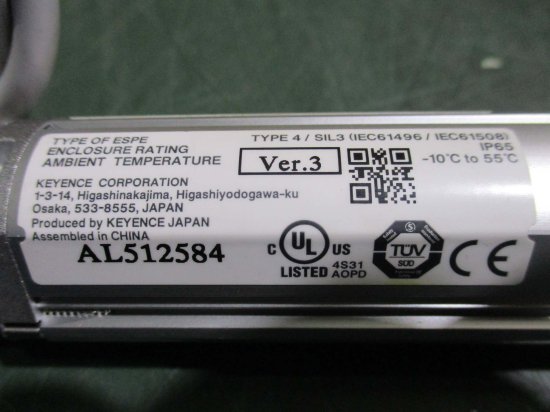 TYPE OF ESPE TYPE 4 / SIL3 (IEC61496 / IEC61508)
ENCLOSURE RATING IP65
AMBIENT TEMPERATURE -10°C to 55°C
Ver.3
KEYENCE CORPORATION
1-3-14, Higashinakajima, Higashiyodogawa-ku
Osaka, 533-8555, JAPAN
Produced by KEYENCE JAPAN
Assembled in CHINA
AL512584
C UL US
LISTED 4S31
AOPD
TÜV
SÜD
CE